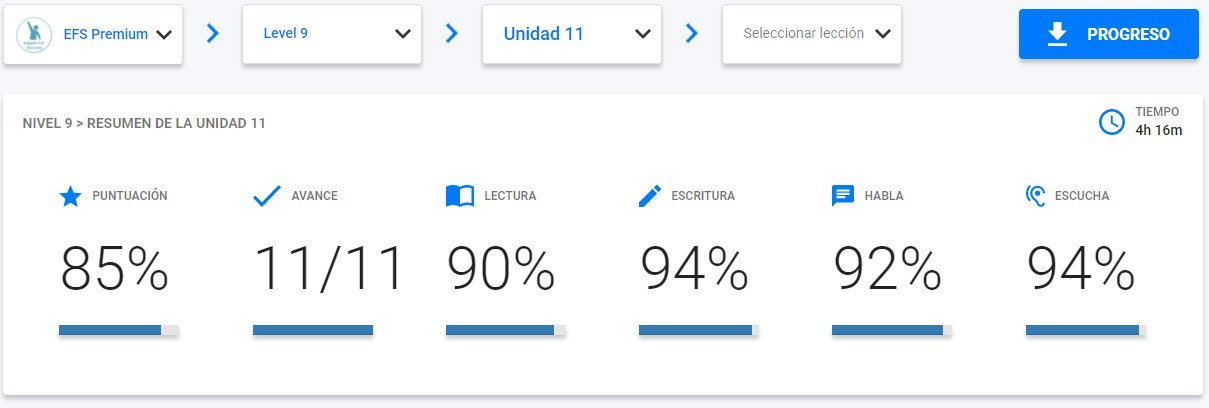 EFS Premium
Level 9
Unidad 11
Seleccionar lección
PROGRESO
NIVEL 9 > RESUMEN DE LA UNIDAD 11
TIEMPO
4h 16m
PUNTUACIÓN
AVANCE
LECTURA
ESCRITURA
HABLA
ESCUCHA
85%
11/11
90%
94%
92%
94%